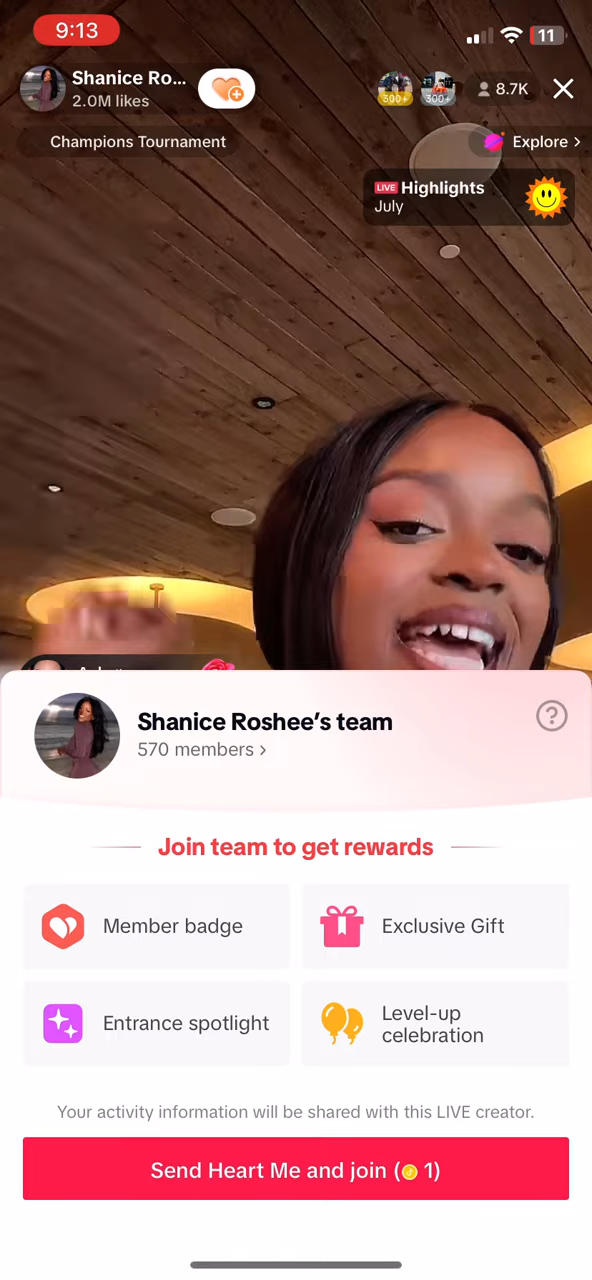 9:13
11
Shanice Ro...
2.0M likes
300+
300+
8.7K
Champions Tournament
Explore >
LIVE Highlights
July
Shanice Roshee's team
570 members >
?
Join team to get rewards
Member badge
Exclusive Gift
Entrance spotlight
Level-up
celebration
Your activity information will be shared with this LIVE creator.
Send Heart Me and join ( 1)